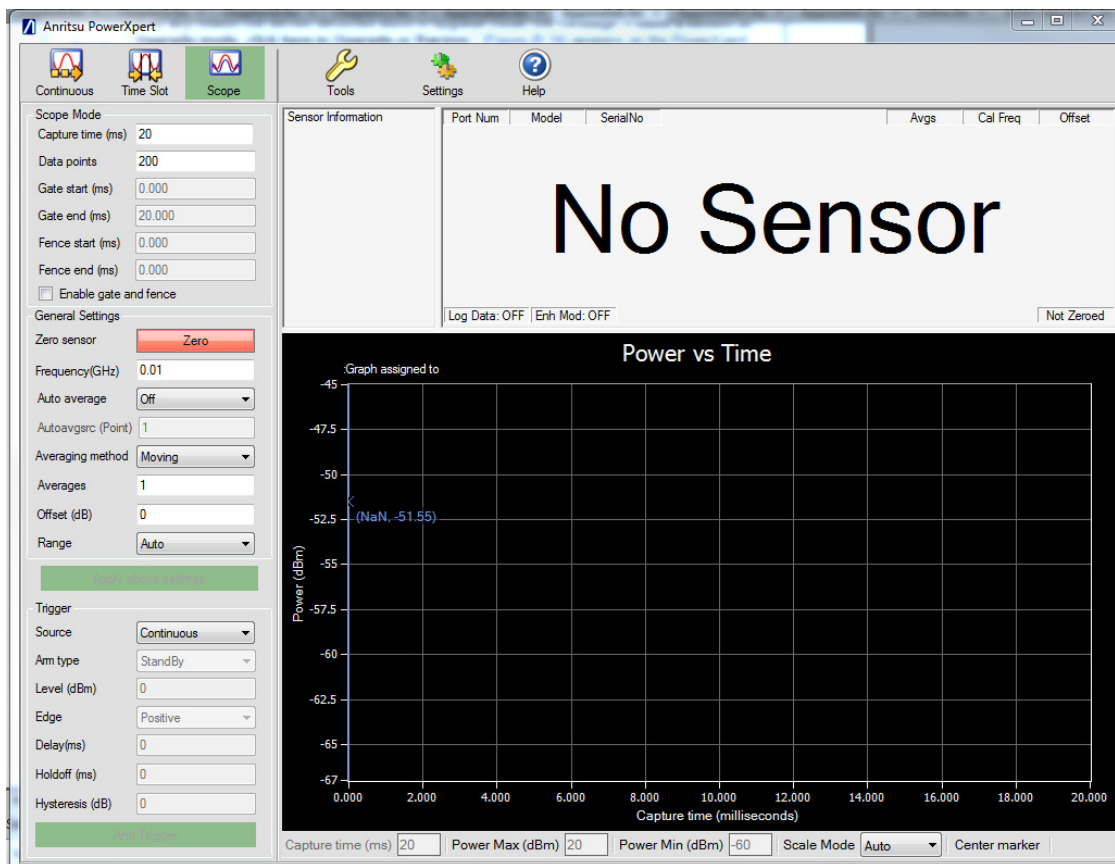 Anritsu PowerXpert
Continuous Time Slot Scope Tools Settings Help
Scope Mode
Capture time (ms) 20
Data points 200
Gate start (ms) 0.000
Gate end (ms) 20.000
Fence start (ms) 0.000
Fence end (ms) 0.000
Enable gate and fence
General Settings
Zero sensor Zero
Frequency(GHz) 0.01
Auto average Off
Autoavgsrc (Point) 1
Averaging method Moving
Averages 1
Offset (dB) 0
Range Auto
Apply above settings
Trigger
Source Continuous
Arm type StandBy
Level (dBm) 0
Edge Positive
Delay(ms) 0
Holdoff (ms) 0
Hysteresis (dB) 0
Arm Trigger
Sensor Information
Port Num Model SerialNo Avgs Cal Freq Offset
No Sensor
Log Data: OFF Enh Mod: OFF Not Zeroed
Power vs Time
:Graph assigned to
-45
-47.5
-50
-52.5
(NaN, -51.55)
-55
-57.5
-60
-62.5
-65
-67
Power (dBm)
0.000 2.000 4.000 6.000 8.000 10.000 12.000 14.000 16.000 18.000 20.000
Capture time (milliseconds)
Capture time (ms) 20 Power Max (dBm) 20 Power Min (dBm) -60 Scale Mode Auto Center marker